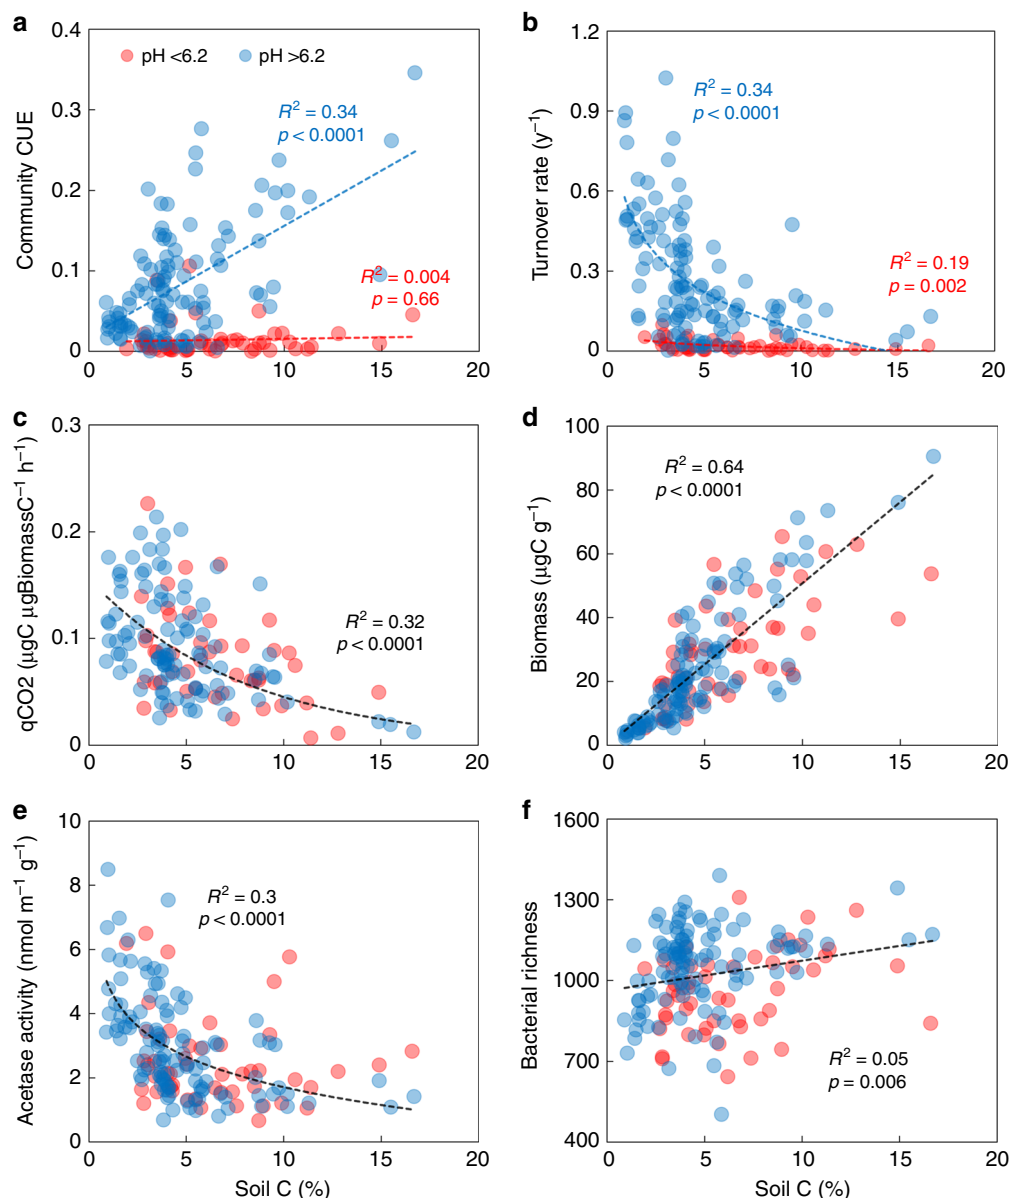 a
0.4
0.3
0.2
0.1
0
Community CUE
pH <6.2
pH >6.2
R² = 0.34
p < 0.0001
R² = 0.004
p = 0.66
0 5 10 15 20
b
1.2
0.9
0.6
0.3
0
Turnover rate (y⁻¹)
R² = 0.34
p < 0.0001
R² = 0.19
p = 0.002
0 5 10 15 20
c
0.3
0.2
0.1
0
qCO2 (µgC µgBiomassC⁻¹ h⁻¹)
R² = 0.32
p < 0.0001
0 5 10 15 20
d
100
80
60
40
20
0
Biomass (µgC g⁻¹)
R² = 0.64
p < 0.0001
0 5 10 15 20
e
10
8
6
4
2
0
Acetase activity (nmol m⁻¹ g⁻¹)
R² = 0.3
p < 0.0001
0 5 10 15 20
Soil C (%)
f
1600
1300
1000
700
400
Bacterial richness
R² = 0.05
p = 0.006
0 5 10 15 20
Soil C (%)